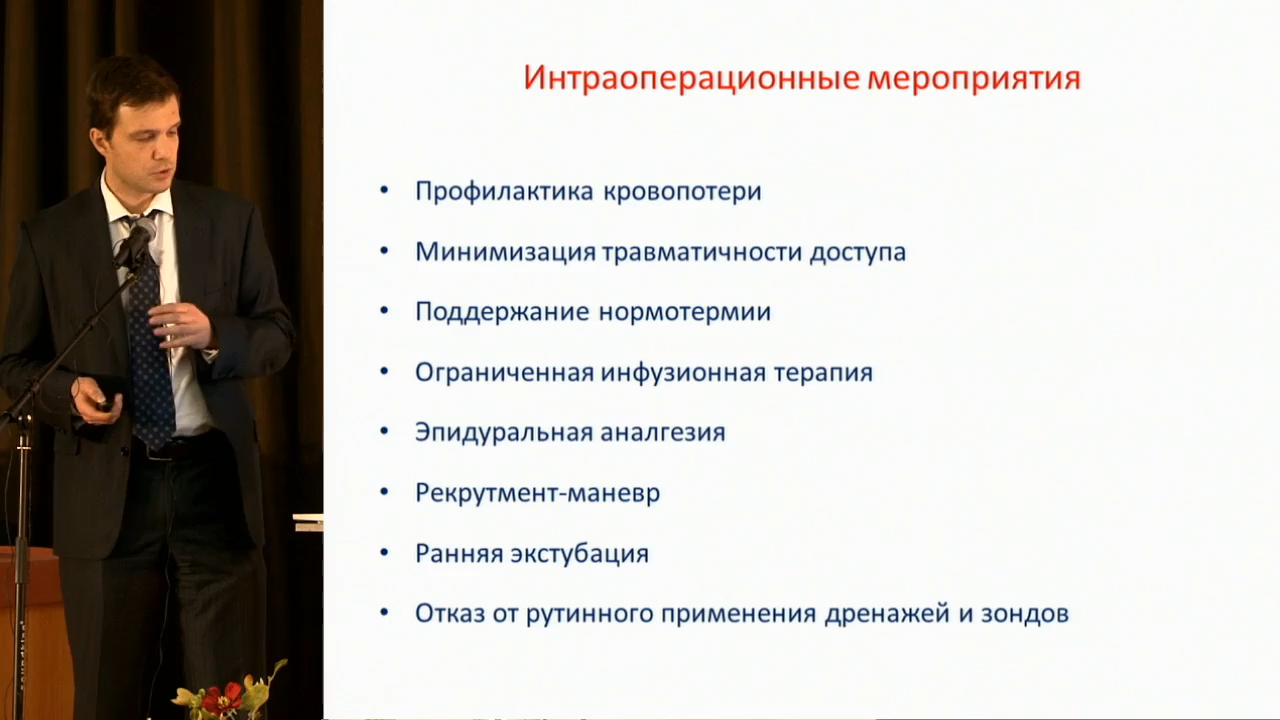 Интраоперационные мероприятия
• Профилактика кровопотери
• Минимизация травматичности доступа
• Поддержание нормотермии
• Ограниченная инфузионная терапия
• Эпидуральная аналгезия
• Рекрутмент-маневр
• Ранняя экстубация
• Отказ от рутинного применения дренажей и зондов